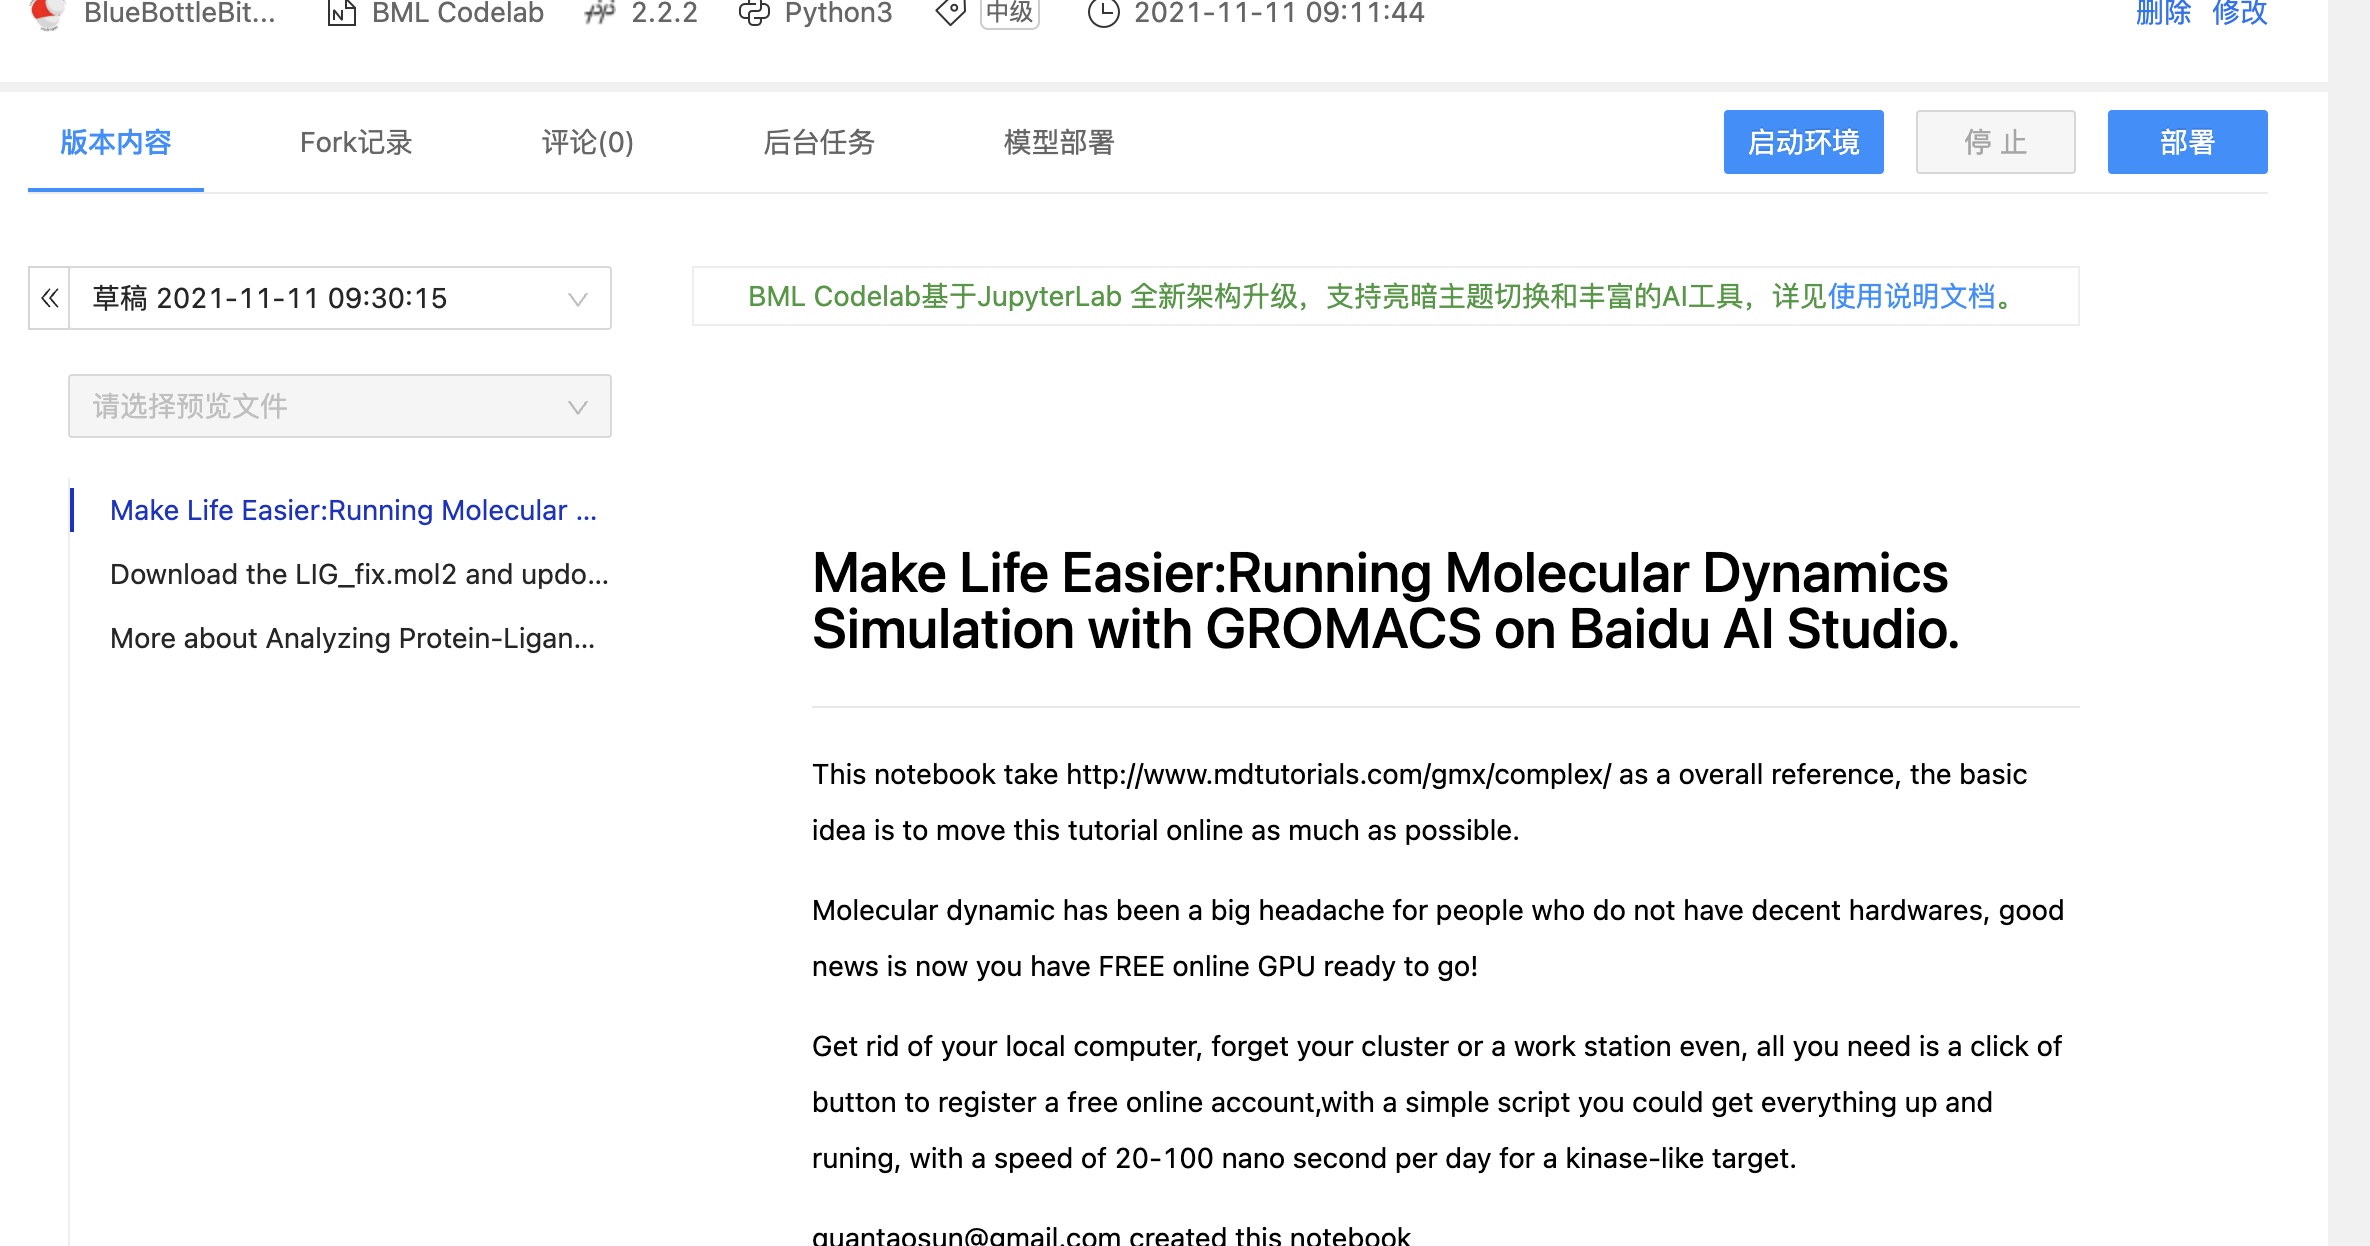 BlueBottleBit... BML Codelab 2.2.2 Python3 中级 2021-11-11 09:11:44 删除 修改
版本内容 Fork记录 评论(0) 后台任务 模型部署 启动环境 停 止 部署
草稿 2021-11-11 09:30:15
BML Codelab基于JupyterLab 全新架构升级，支持亮暗主题切换和丰富的AI工具，详见使用说明文档。
请选择预览文件
Make Life Easier:Running Molecular ...
Download the LIG_fix.mol2 and updo...
More about Analyzing Protein-Ligan...
Make Life Easier:Running Molecular Dynamics
Simulation with GROMACS on Baidu AI Studio.
This notebook take http://www.mdtutorials.com/gmx/complex/ as a overall reference, the basic
idea is to move this tutorial online as much as possible.
Molecular dynamic has been a big headache for people who do not have decent hardwares, good
news is now you have FREE online GPU ready to go!
Get rid of your local computer, forget your cluster or a work station even, all you need is a click of
button to register a free online account,with a simple script you could get everything up and
runing, with a speed of 20-100 nano second per day for a kinase-like target.
quantaosun@gmail.com created this notebook